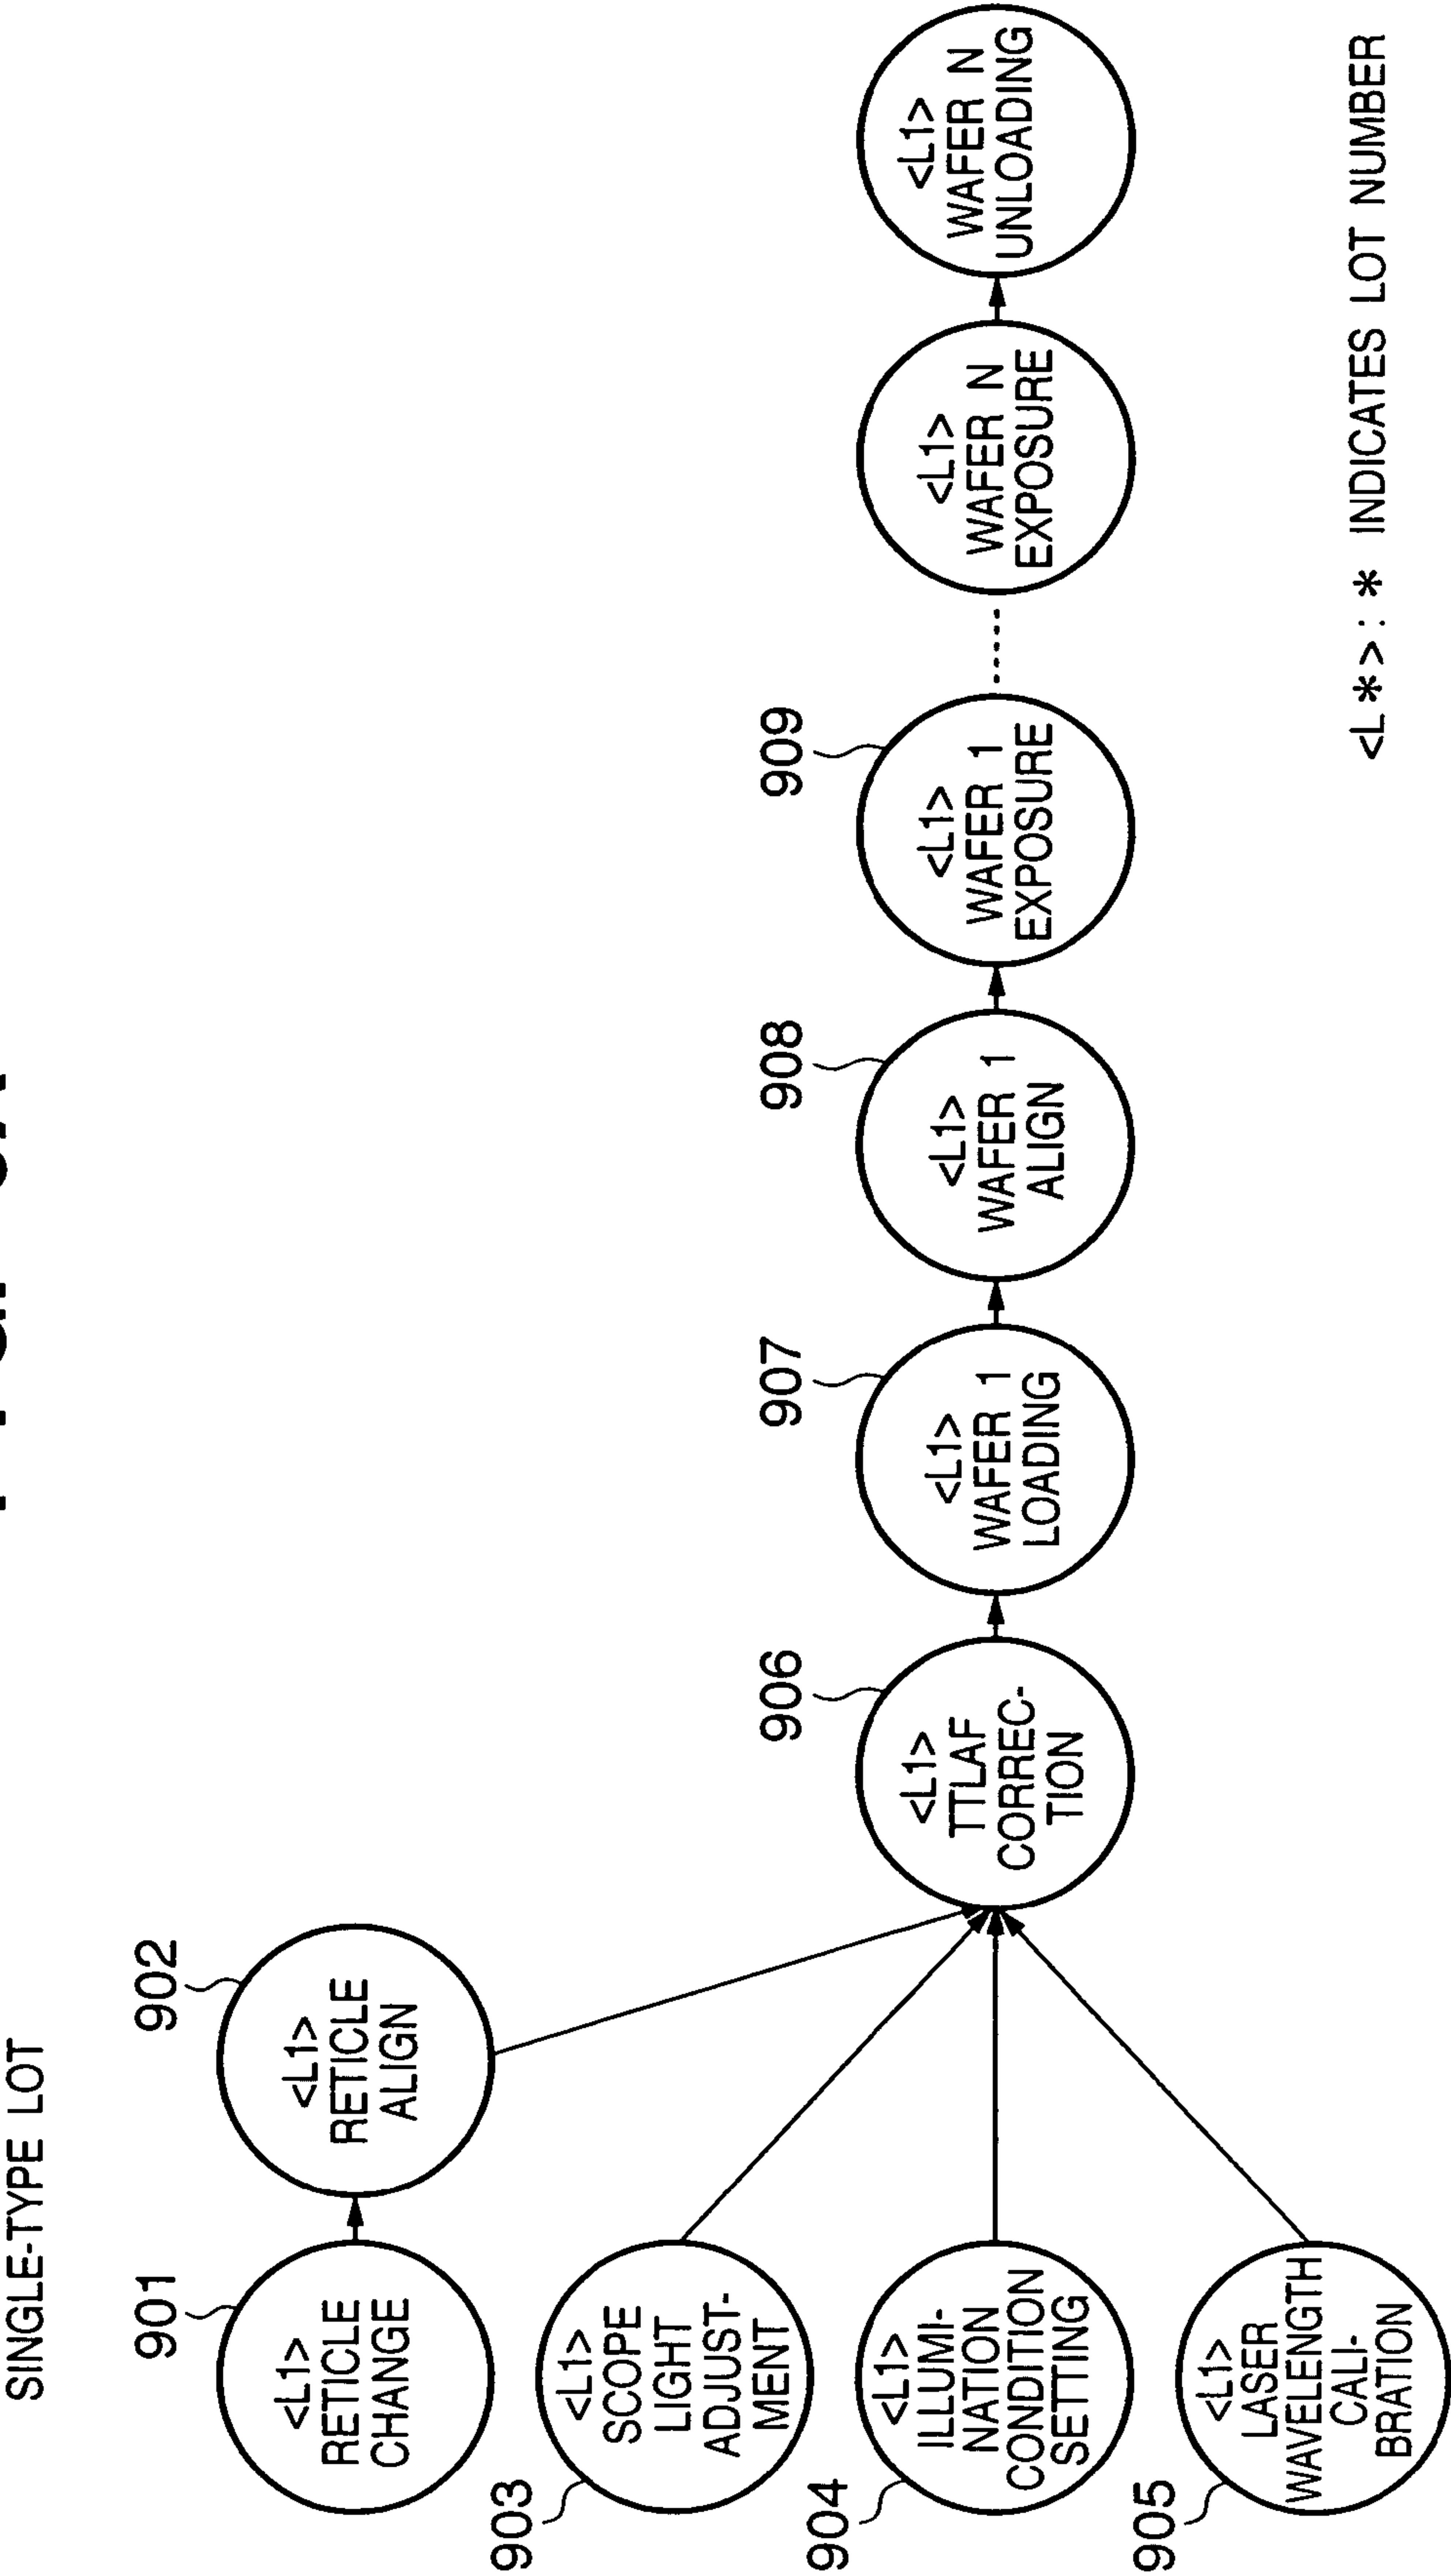 SINGLE-TYPE LOT
901
<L1>
RETICLE
CHANGE
902
<L1>
RETICLE
ALIGN
903
<L1>
SCOPE
LIGHT
ADJUST-
MENT
904
<L1>
ILLUMI-
NATION
CONDITION
SETTING
905
<L1>
LASER
WAVELENGTH
CALI-
BRATION
906
<L1>
TTLAF
CORREC-
TION
907
<L1>
WAFER 1
LOADING
908
<L1>
WAFER 1
ALIGN
909
<L1>
WAFER 1
EXPOSURE
<L1>
WAFER N
EXPOSURE
<L1>
WAFER N
UNLOADING
<L*>: * INDICATES LOT NUMBER